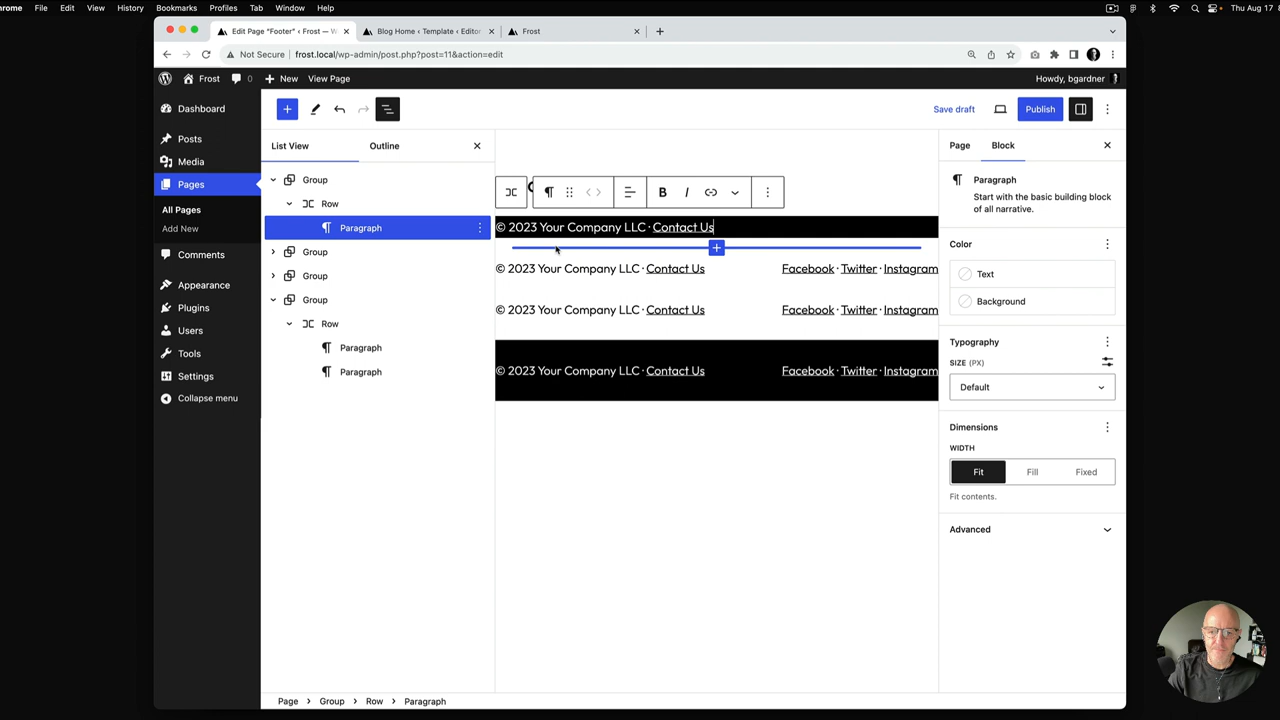 hrome File Edit View History Bookmarks Profiles Tab Window Help Thu Aug 17 8
Edit Page "Footer" ‹ Frost — W
Blog Home ‹ Template ‹ Editor
Frost
Not Secure frost.local/wp-admin/post.php?post=11&action=edit
Frost 0 New View Page Howdy, bgardner
Dashboard
Posts
Media
Pages
All Pages
Add New
Comments
Appearance
Plugins
Users
Tools
Settings
Collapse menu
Save draft Publish
List View Outline
Group
Row
Paragraph
Group
Group
Group
Row
Paragraph
Paragraph
B I
© 2023 Your Company LLC · Contact Us
© 2023 Your Company LLC · Contact Us Facebook · Twitter · Instagram
© 2023 Your Company LLC · Contact Us Facebook · Twitter · Instagram
© 2023 Your Company LLC · Contact Us Facebook · Twitter · Instagram
Page Block
Paragraph
Start with the basic building block
of all narrative.
Color
Text
Background
Typography
SIZE (PX)
Default
Dimensions
WIDTH
Fit Fill Fixed
Fit contents.
Advanced
Page › Group › Row › Paragraph